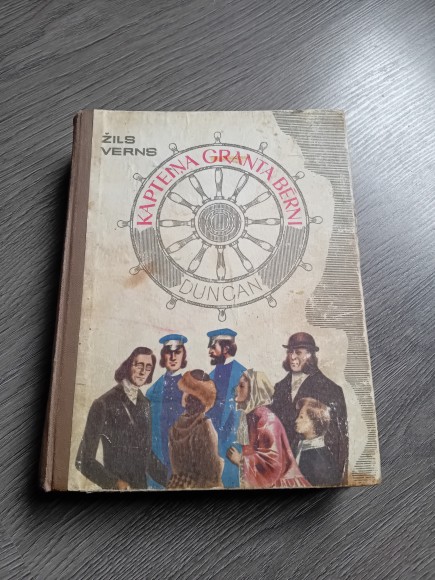 ŽILS
VERNS
KAPTEIŅA GRANTA BĒRNI
DUNCAN